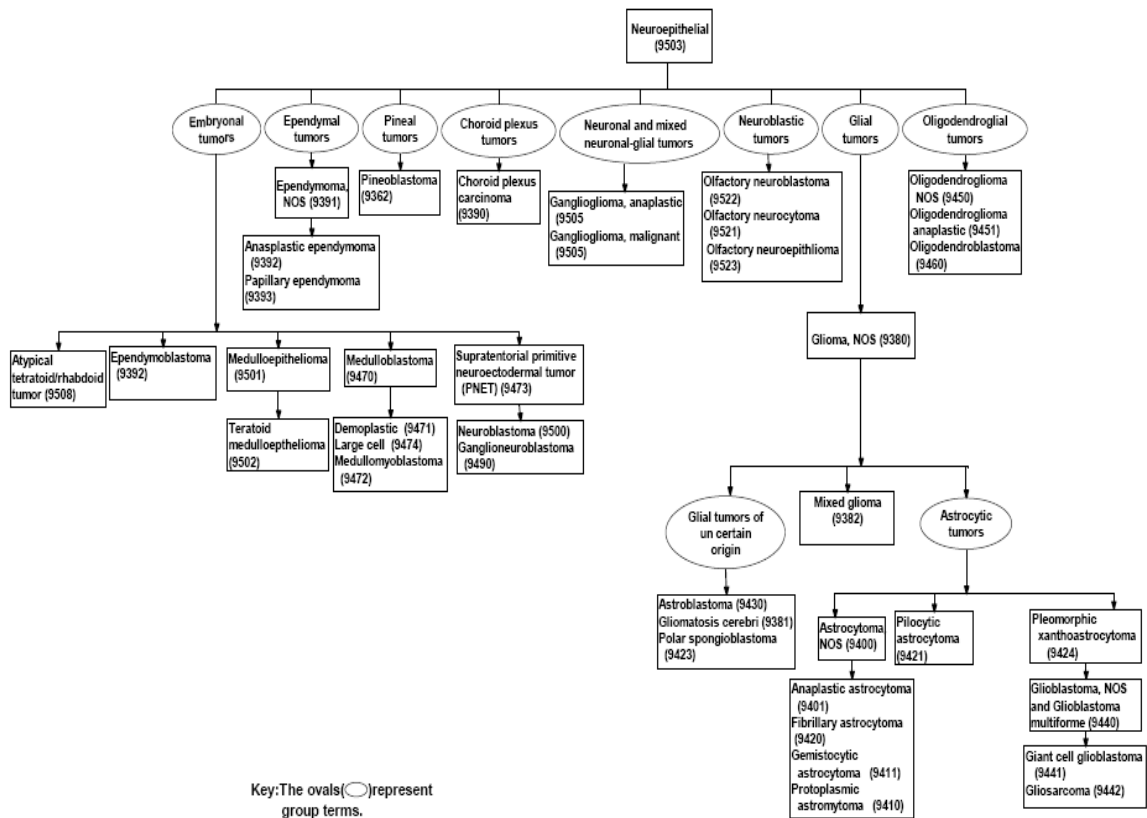 Neuroepithelial
(9503)
Embryonal
tumors
Ependymal
tumors
Pineal
tumors
Choroid plexus
tumors
Neuronal and mixed
neuronal-glial tumors
Neuroblastic
tumors
Glial
tumors
Oligodendroglial
tumors
Ependymoma,
NOS (9391)
Pineoblastoma
(9362)
Choroid plexus
carcinoma
(9390)
Ganglioglioma, anaplastic
(9505
Ganglioglioma, malignant
(9505)
Olfactory neuroblastoma
(9522)
Olfactory neurocytoma
(9521)
Olfactory neuroepithlioma
(9523)
Oligodendroglioma
NOS (9450)
Oligodendroglioma
anaplastic (9451)
Oligodendroblastoma
(9460)
Anasplastic ependymoma
(9392)
Papillary ependymoma
(9393)
Glioma, NOS (9380)
Atypical
tetratoid/rhabdoid
tumor (9508)
Ependymoblastoma
(9392)
Medulloepithelioma
(9501)
Medulloblastoma
(9470)
Supratentorial primitive
neuroectodermal tumor
(PNET) (9473)
Teratoid
medulloepthelioma
(9502)
Demoplastic (9471)
Large cell (9474)
Medullomyoblastoma
(9472)
Neuroblastoma (9500)
Ganglioneuroblastoma
(9490)
Glial tumors of
un certain
origin
Mixed glioma
(9382)
Astrocytic
tumors
Astroblastoma (9430)
Gliomatosis cerebri (9381)
Polar spongioblastoma
(9423)
Astrocytoma,
NOS (9400)
Pilocytic
astrocytoma
(9421)
Pleomorphic
xanthoastrocytoma
(9424)
Anaplastic astrocytoma
(9401)
Fibrillary astrocytoma
(9420)
Gemistocytic
astrocytoma (9411)
Protoplasmic
astromytoma (9410)
Glioblastoma, NOS
and Glioblastoma
multiforme (9440)
Giant cell glioblastoma
(9441)
Gliosarcoma (9442)
Key:The ovals( )represent
group terms.